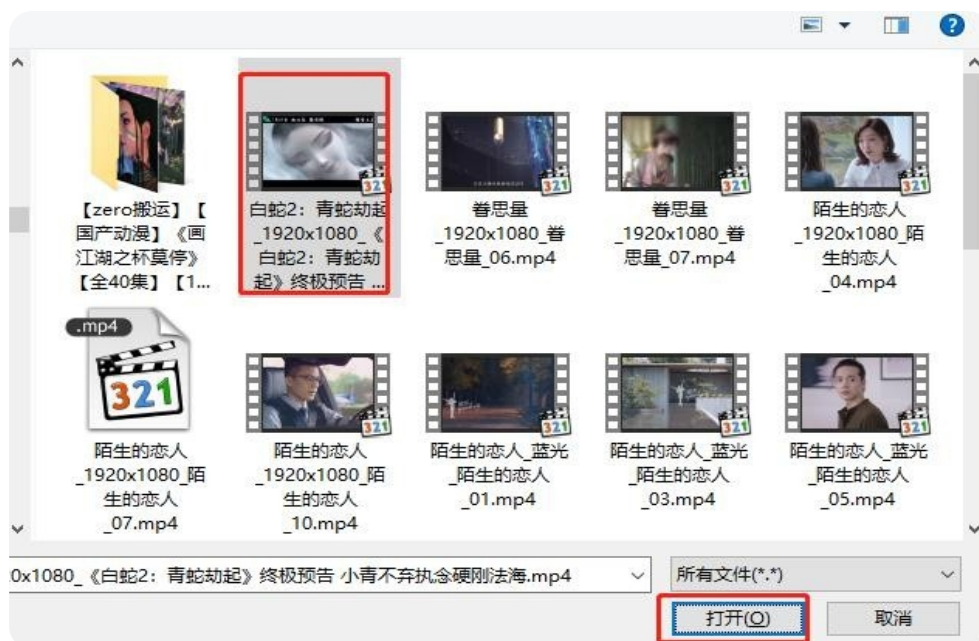 【zero搬运】【
国产动漫】《画
江湖之杯莫停》
【全40集】【1...
白蛇2：青蛇劫起
_1920x1080_《
白蛇2：青蛇劫
起》终极预告 ...
眷思量
_1920x1080_眷
思量_06.mp4
眷思量
_1920x1080_眷
思量_07.mp4
陌生的恋人
_1920x1080_陌
生的恋人
_04.mp4
.mp4
321
陌生的恋人
_1920x1080_陌
生的恋人
_07.mp4
陌生的恋人
_1920x1080_陌
生的恋人
_10.mp4
陌生的恋人_蓝光
_陌生的恋人
_01.mp4
陌生的恋人_蓝光
_陌生的恋人
_03.mp4
陌生的恋人_蓝光
_陌生的恋人
_05.mp4
0x1080_《白蛇2：青蛇劫起》终极预告 小青不弃执念硬刚法海.mp4
所有文件(*.*)
打开(O)
取消